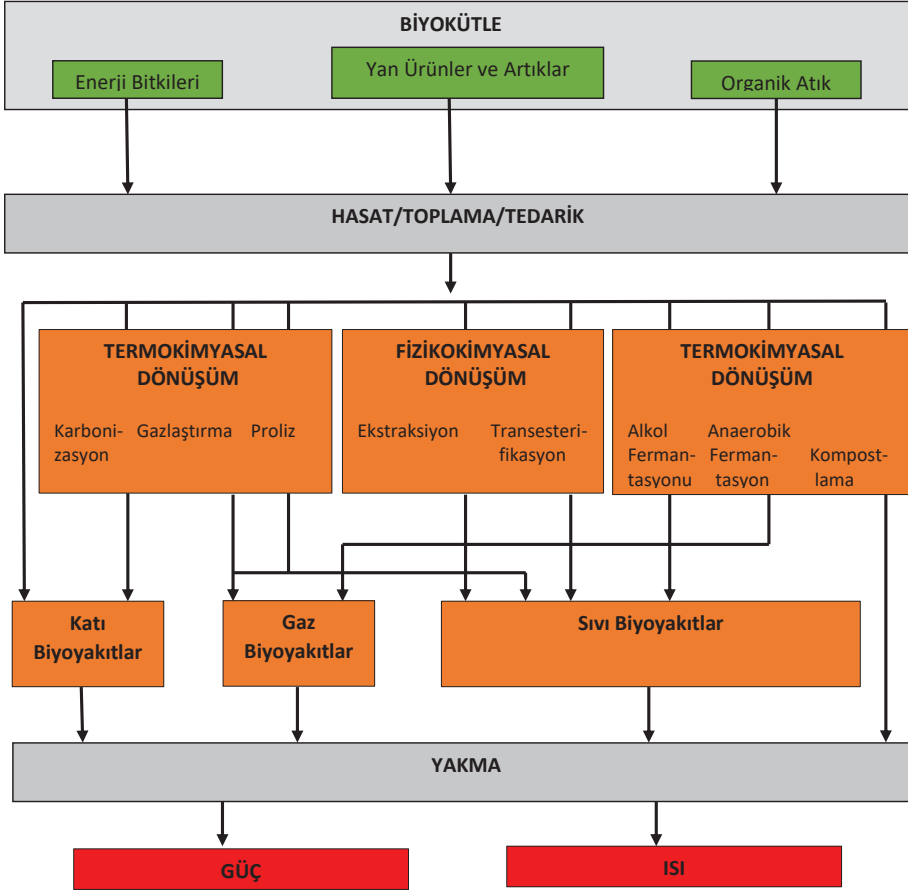 BİYOKÜTLE
Enerji Bitkileri
Yan Ürünler ve Artıklar
Organik Atık
HASAT/TOPLAMA/TEDARİK
TERMOKİMYASAL
DÖNÜŞÜM
Karboni-
zasyon
Gazlaştırma
Proliz
FİZİKOKİMYASAL
DÖNÜŞÜM
Ekstraksiyon
Transesteri-
fikasyon
TERMOKİMYASAL
DÖNÜŞÜM
Alkol
Ferman-
tasyonu
Anaerobik
Ferman-
tasyon
Kompost-
lama
Katı
Biyoyakıtlar
Gaz
Biyoyakıtlar
Sıvı Biyoyakıtlar
YAKMA
GÜÇ
ISI